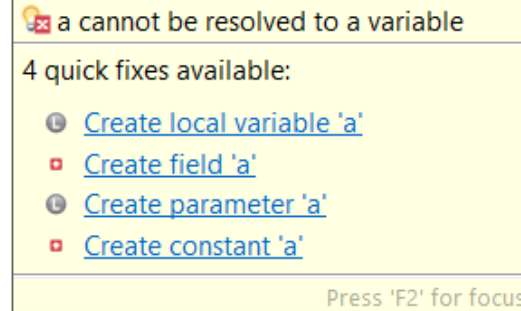 a cannot be resolved to a variable
4 quick fixes available:
Create local variable 'a'
Create field 'a'
Create parameter 'a'
Create constant 'a'
Press 'F2' for focus